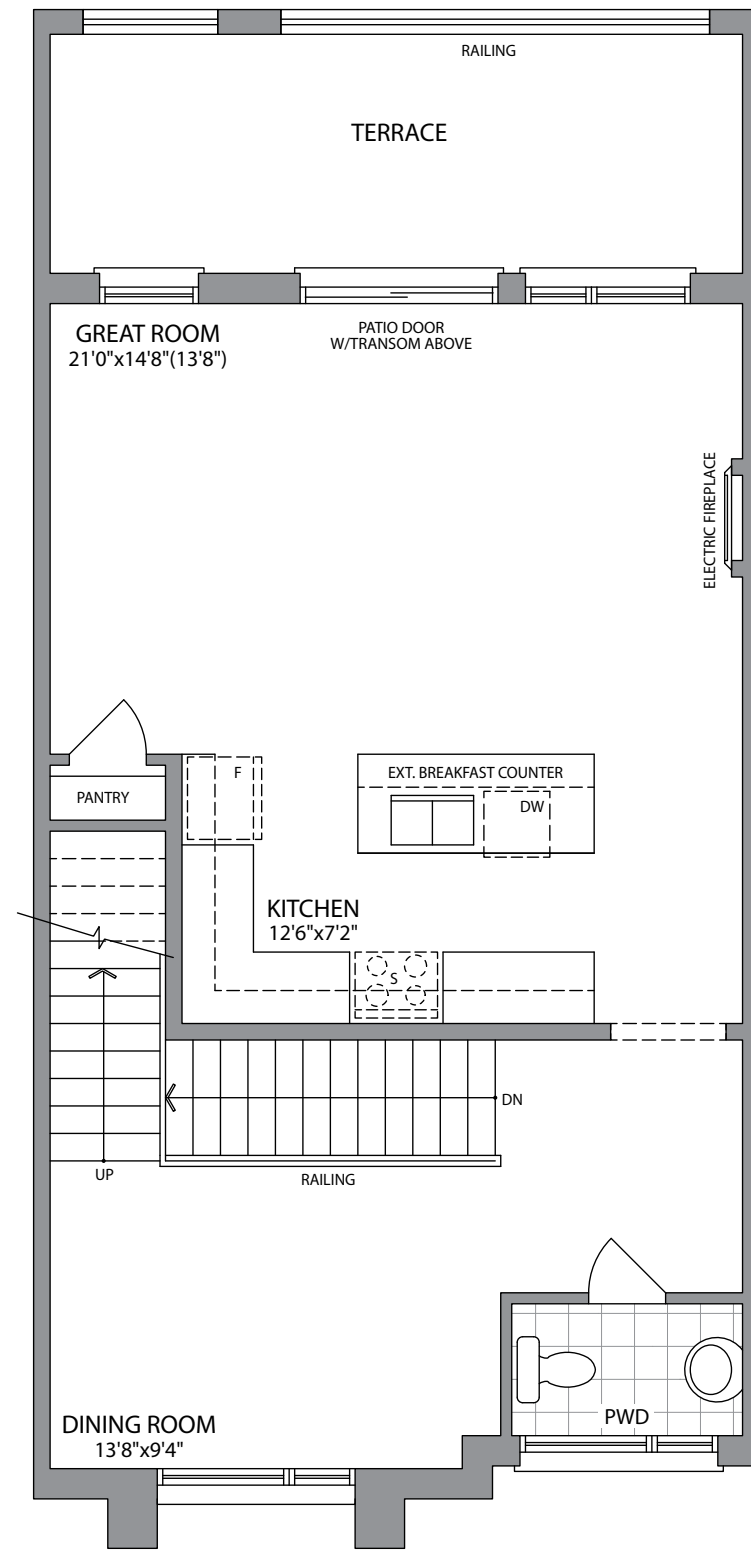 RAILING
TERRACE
GREAT ROOM
21'0"x14'8"(13'8")
PATIO DOOR
W/TRANSOM ABOVE
ELECTRIC FIREPLACE
F
EXT. BREAKFAST COUNTER
PANTRY
DW
KITCHEN
12'6"x7'2"
S
DN
UP
RAILING
PWD
DINING ROOM
13'8"x9'4"